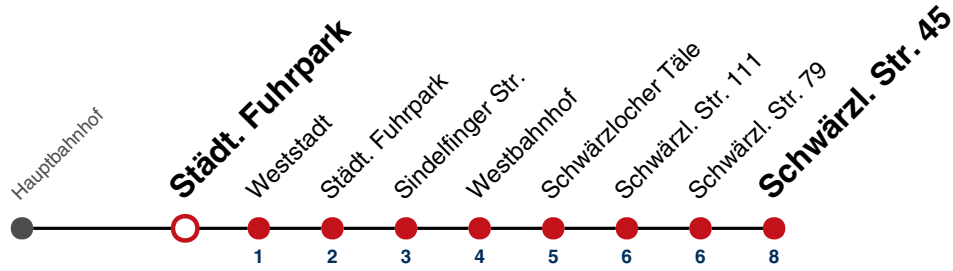 Hauptbahnhof
Städt. Fuhrpark
Weststadt
Städt. Fuhrpark
Sindelfinger Str.
Westbahnhof
Schwärzlocher Täle
Schwärzl. Str. 111
Schwärzl. Str. 79
Schwärzl. Str. 45
1 2 3 4 5 6 6 8